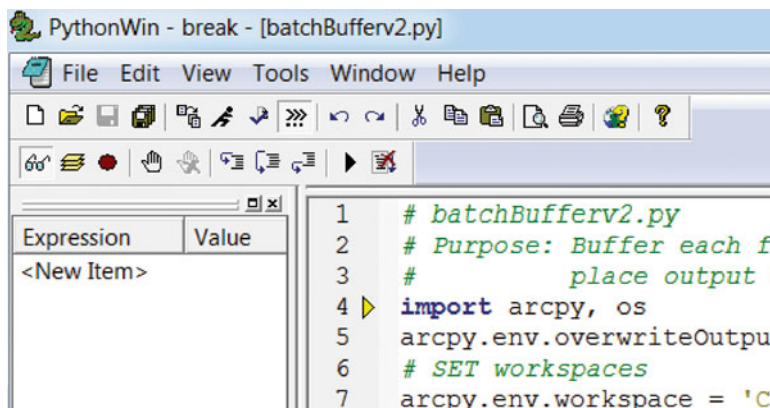 PythonWin - break - [batchBufferv2.py]
File Edit View Tools Window Help
Expression Value
<New Item>
1 # batchBufferv2.py
2 # Purpose: Buffer each f
3 # place output
4 import arcpy, os
5 arcpy.env.overwriteOutpu
6 # SET workspaces
7 arcpy.env.workspace = 'C